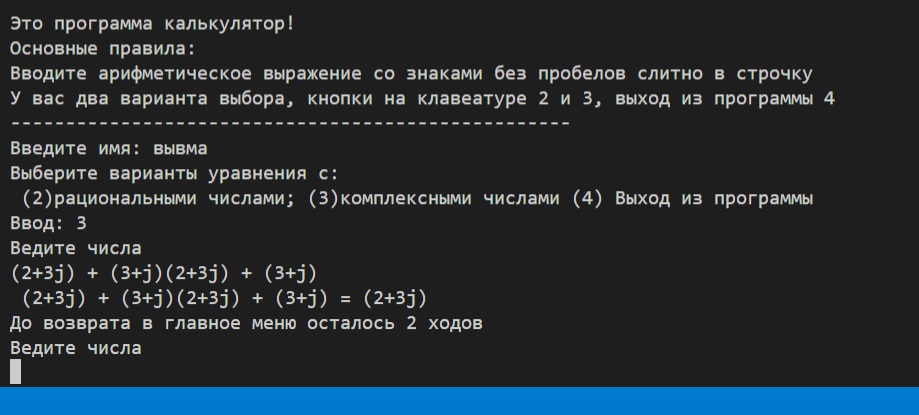 Это программа калькулятор!
Основные правила:
Вводите арифметическое выражение со знаками без пробелов слитно в строчку
У вас два варианта выбора, кнопки на клавеатуре 2 и 3, выход из программы 4
---------------------------------------------------
Введите имя: вывма
Выберите варианты уравнения с:
 (2)рациональными числами; (3)комплексными числами (4) Выход из программы
Ввод: 3
Ведите числа
(2+3j) + (3+j)(2+3j) + (3+j)
 (2+3j) + (3+j)(2+3j) + (3+j) = (2+3j)
До возврата в главное меню осталось 2 ходов
Ведите числа